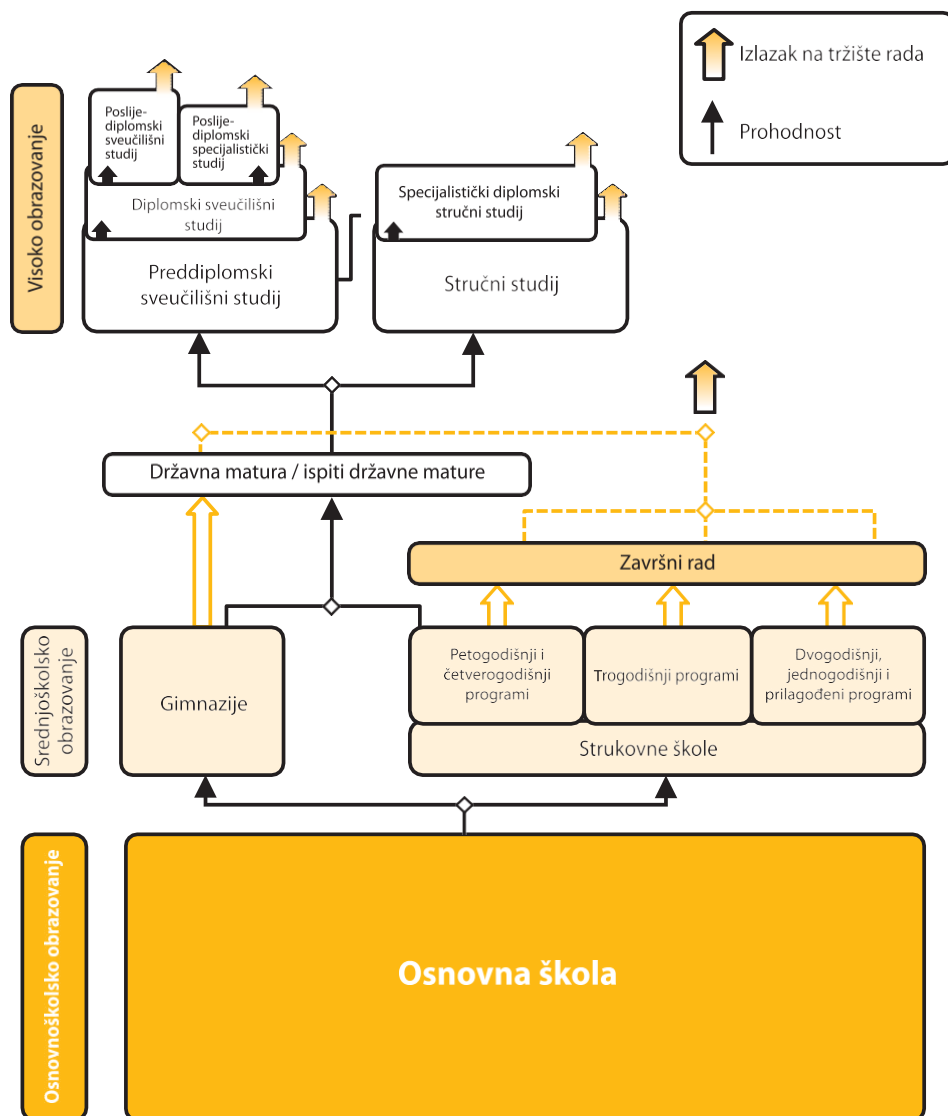 Izlazak na tržište rada
Prohodnost
Visoko obrazovanje
Poslije-
diplomski
sveučilišni
studij
Poslije-
diplomski
specijalistički
studij
Diplomski sveučilišni
studij
Preddiplomski
sveučilišni studij
Specijalistički diplomski
stručni studij
Stručni studij
Državna matura / ispiti državne mature
Završni rad
Srednjoškolsko
obrazovanje
Gimnazije
Petogodišnji i
četverogodišnji
programi
Trogodišnji programi
Dvogodišnji,
jednogodišnji i
prilagođeni programi
Strukovne škole
Osnovnoškolsko obrazovanje
Osnovna škola